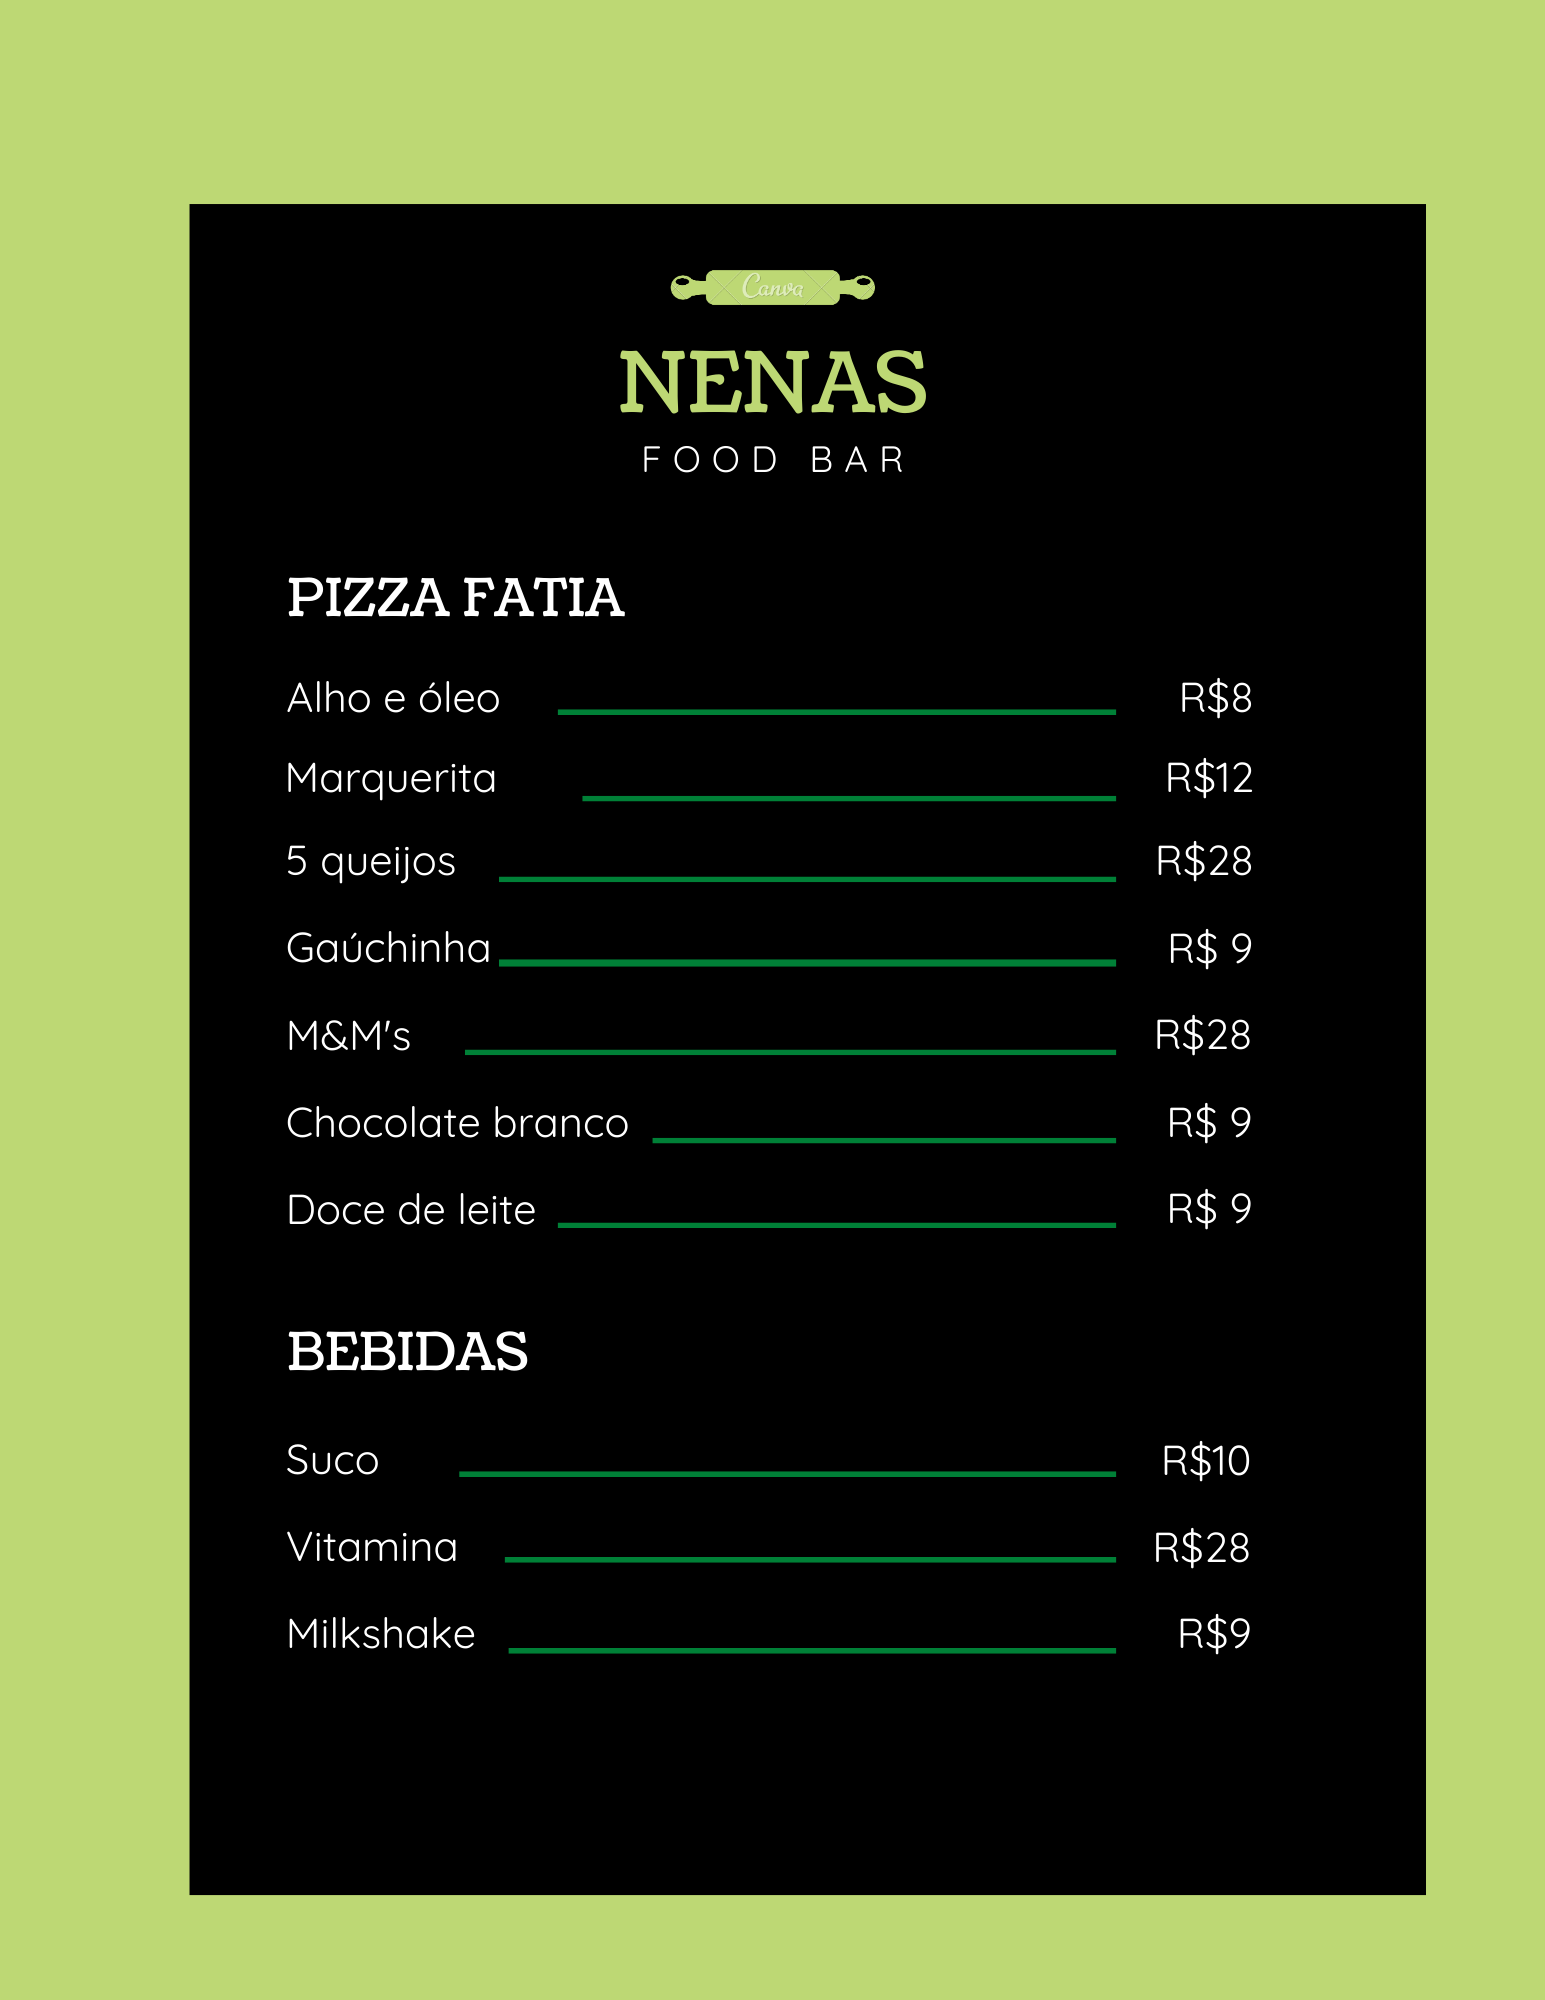 Canva
NENAS
FOOD BAR
PIZZA FATIA
Alho e óleo R$8
Marquerita R$12
5 queijos R$28
Gaúchinha R$ 9
M&M's R$28
Chocolate branco R$ 9
Doce de leite R$ 9
BEBIDAS
Suco R$10
Vitamina R$28
Milkshake R$9